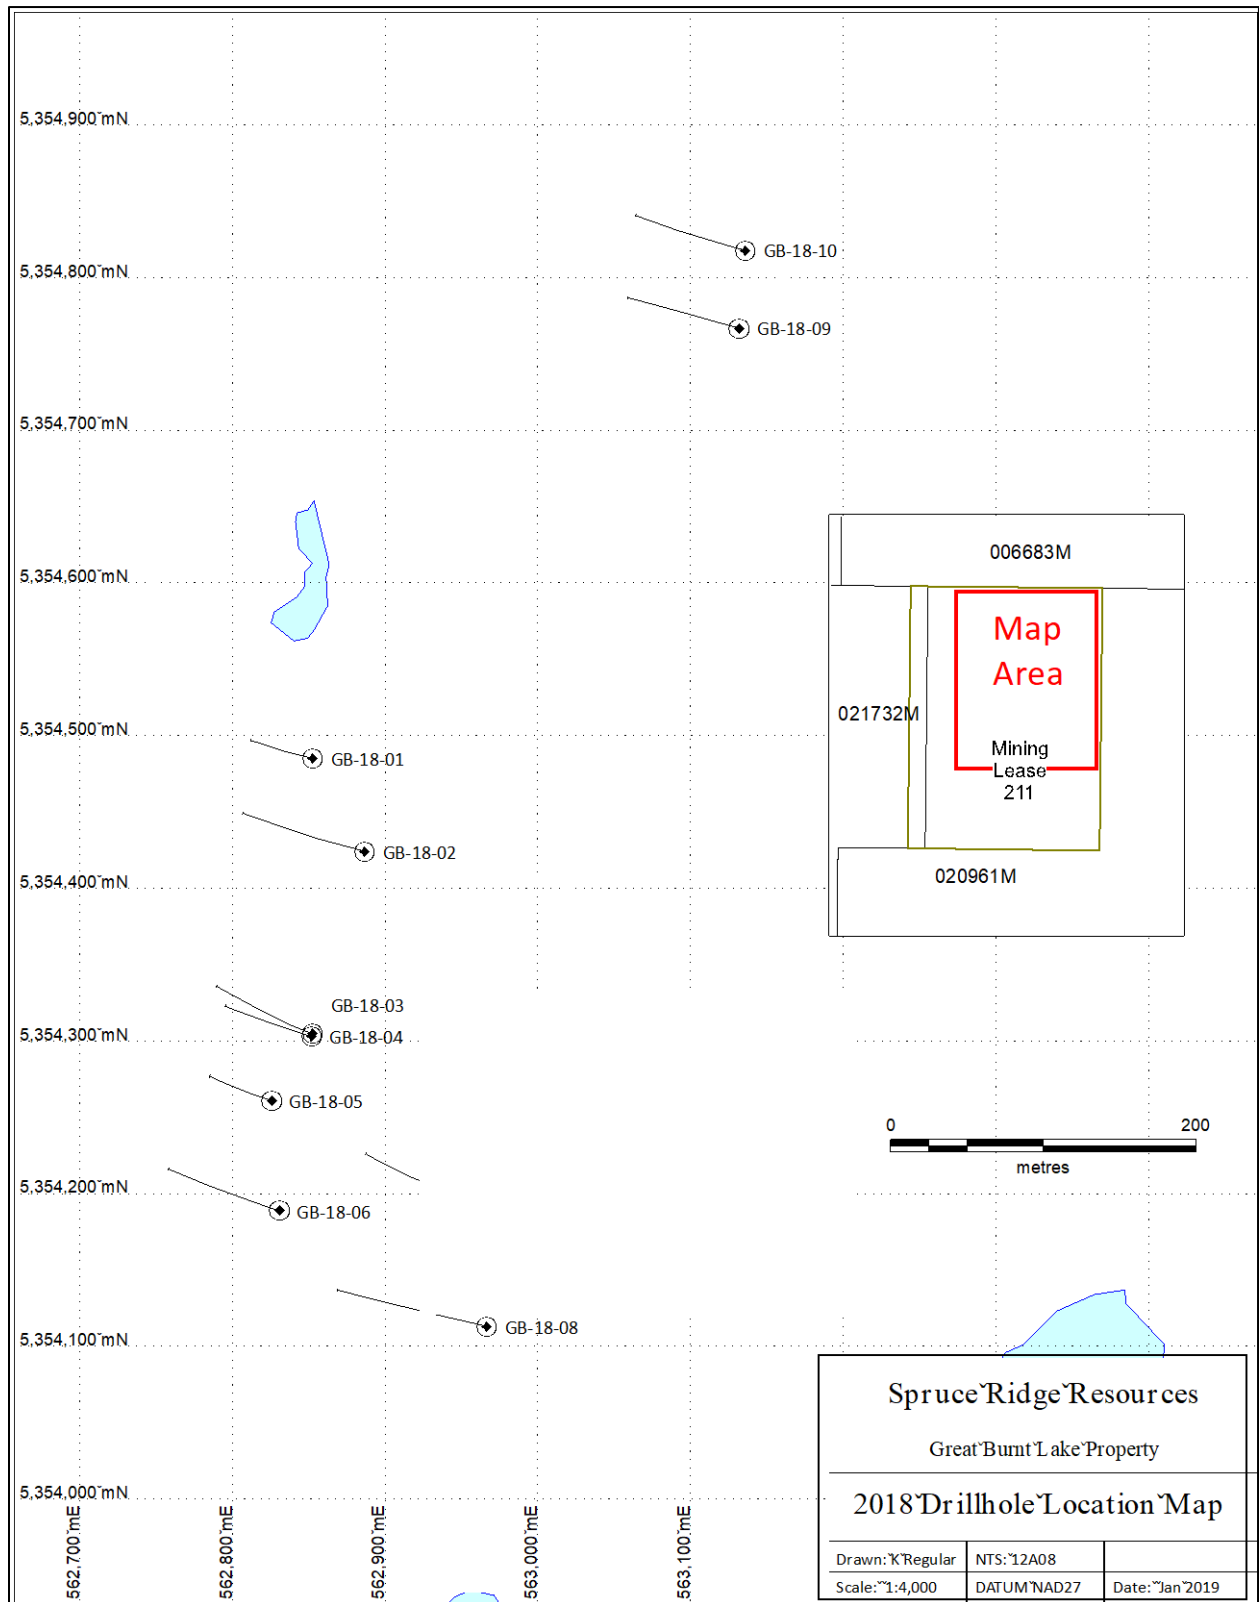 5,354,900˜mN
GB-18-10
5,354,800˜mN
GB-18-09
5,354,700˜mN
5,354,600˜mN
006683M
Map
Area
021732M
Mining
Lease
211
020961M
5,354,500˜mN
GB-18-01
GB-18-02
5,354,400˜mN
GB-18-03
5,354,300˜mN
GB-18-04
GB-18-05
0 200
metres
5,354,200˜mN
GB-18-06
GB-18-08
5,354,100˜mN
5,354,000˜mN
562,700˜mE
562,800˜mE
562,900˜mE
563,000˜mE
563,100˜mE
Spruce˜Ridge˜Resources
Great˜Burnt˜Lake˜Property
2018˜Drillhole˜Location˜Map
Drawn:˜K˜Regular NTS:˜12A08
Scale:˜˜1:4,000 DATUM˜NAD27 Date:˜˜Jan˜2019